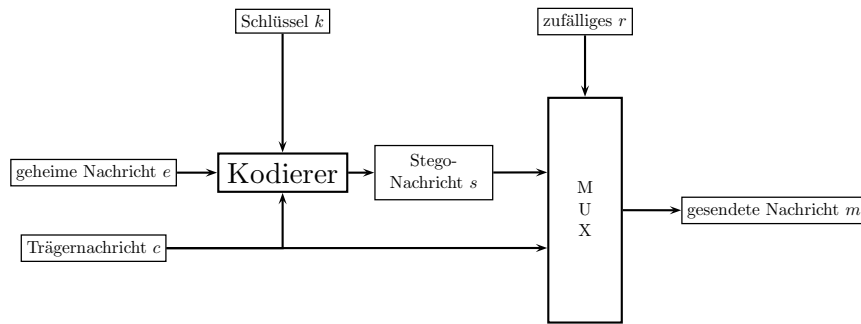 Schlüssel k
zufälliges r
geheime Nachricht e
Kodierer
Stego-
Nachricht s
M
U
X
gesendete Nachricht m
Trägernachricht c